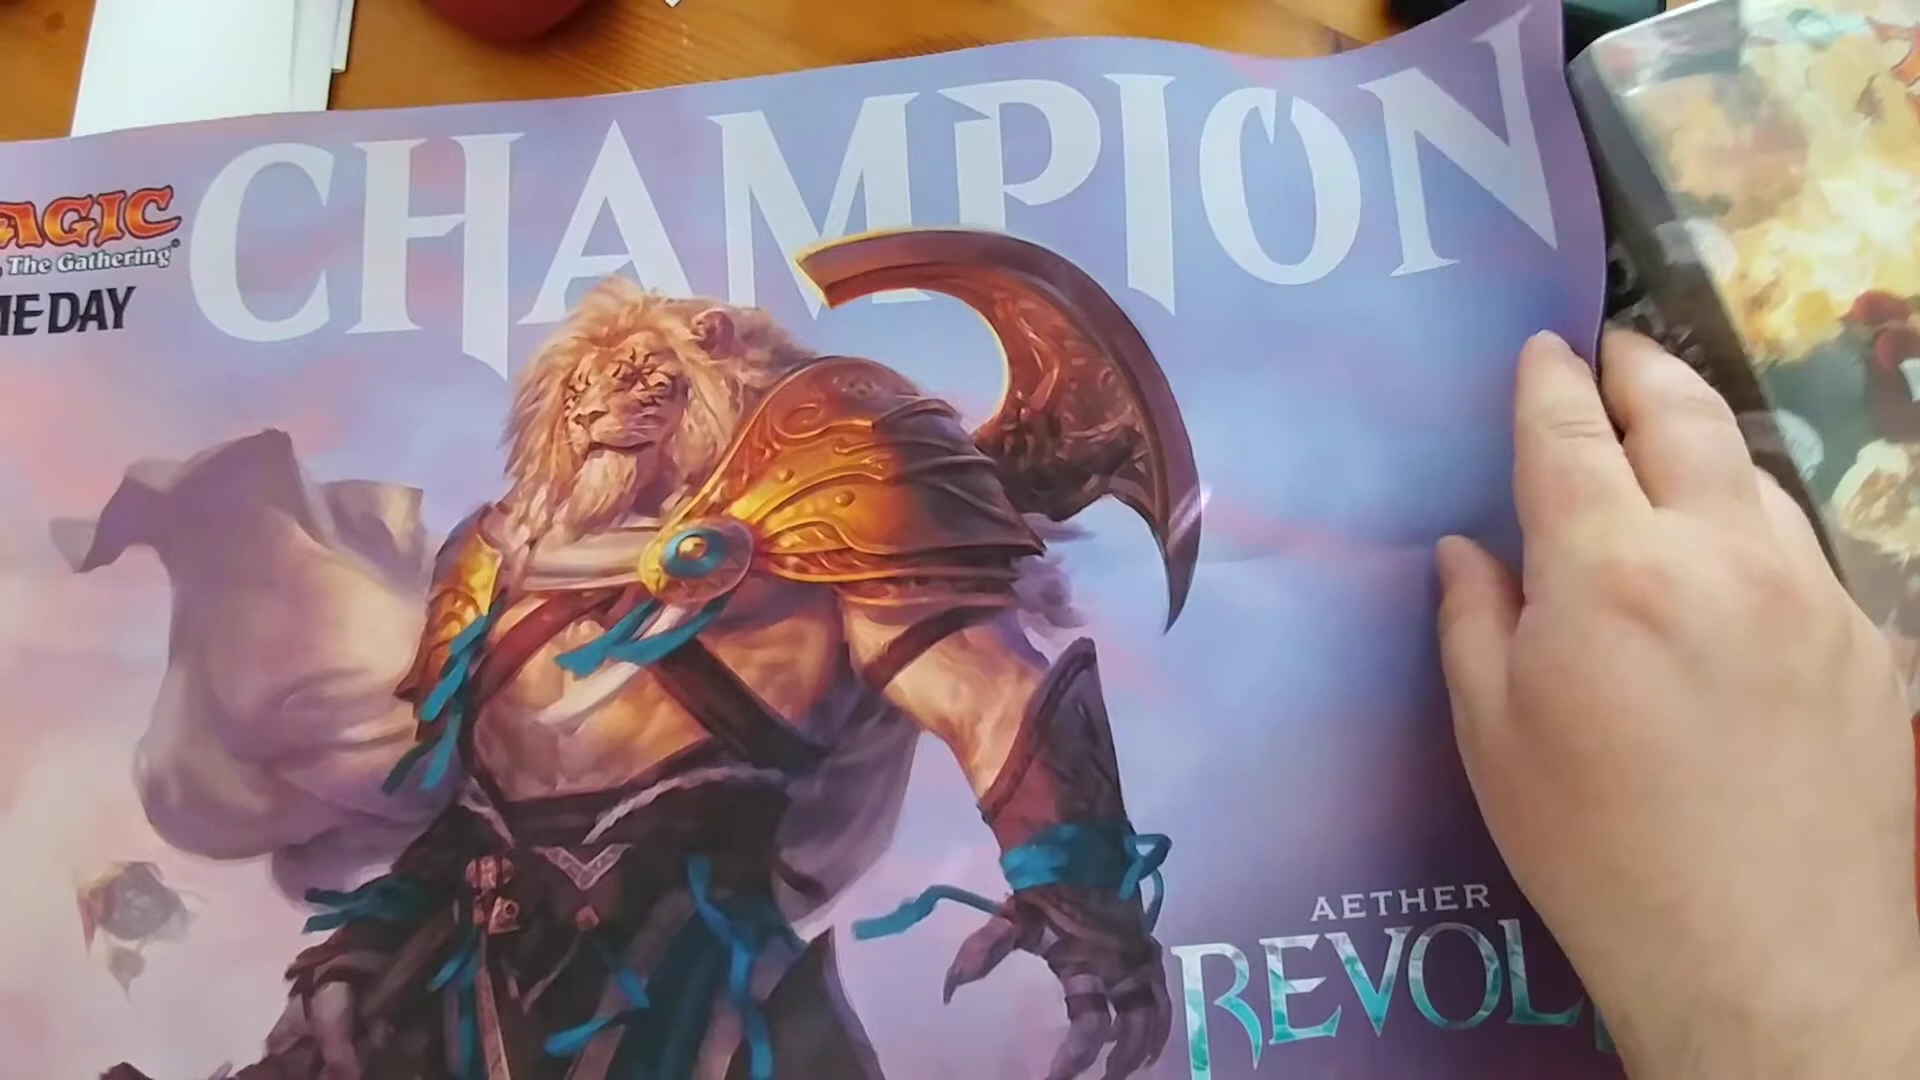 CHAMPION
AGIC
The Gathering®
ME DAY
AETHER
REVOL